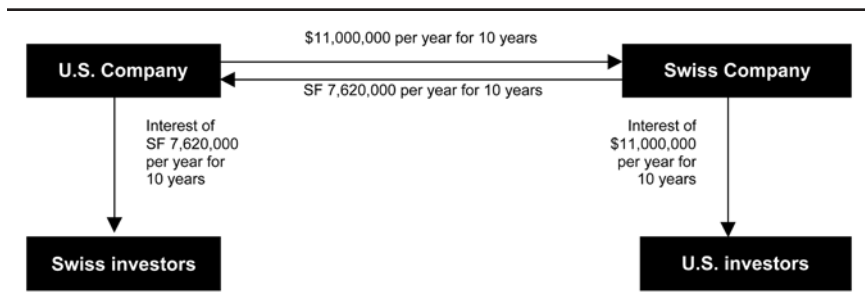 $11,000,000 per year for 10 years
U.S. Company
Swiss Company
SF 7,620,000 per year for 10 years
Interest of
SF 7,620,000
per year for
10 years
Interest of
$11,000,000
per year for
10 years
Swiss investors
U.S. investors